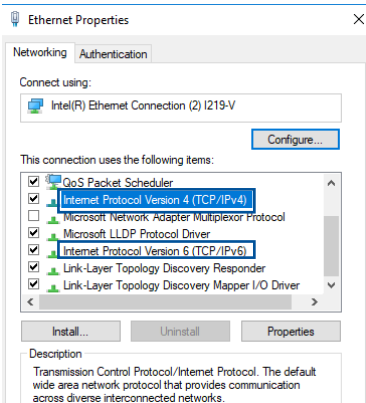 Ethernet Properties
Networking Authentication
Connect using:
Intel(R) Ethernet Connection (2) I219-V
Configure...
This connection uses the following items:
QoS Packet Scheduler
Internet Protocol Version 4 (TCP/IPv4)
Microsoft Network Adapter Multiplexor Protocol
Microsoft LLDP Protocol Driver
Internet Protocol Version 6 (TCP/IPv6)
Link-Layer Topology Discovery Responder
Link-Layer Topology Discovery Mapper I/O Driver
Install... Uninstall Properties
Description
Transmission Control Protocol/Internet Protocol. The default
wide area network protocol that provides communication
across diverse interconnected networks.